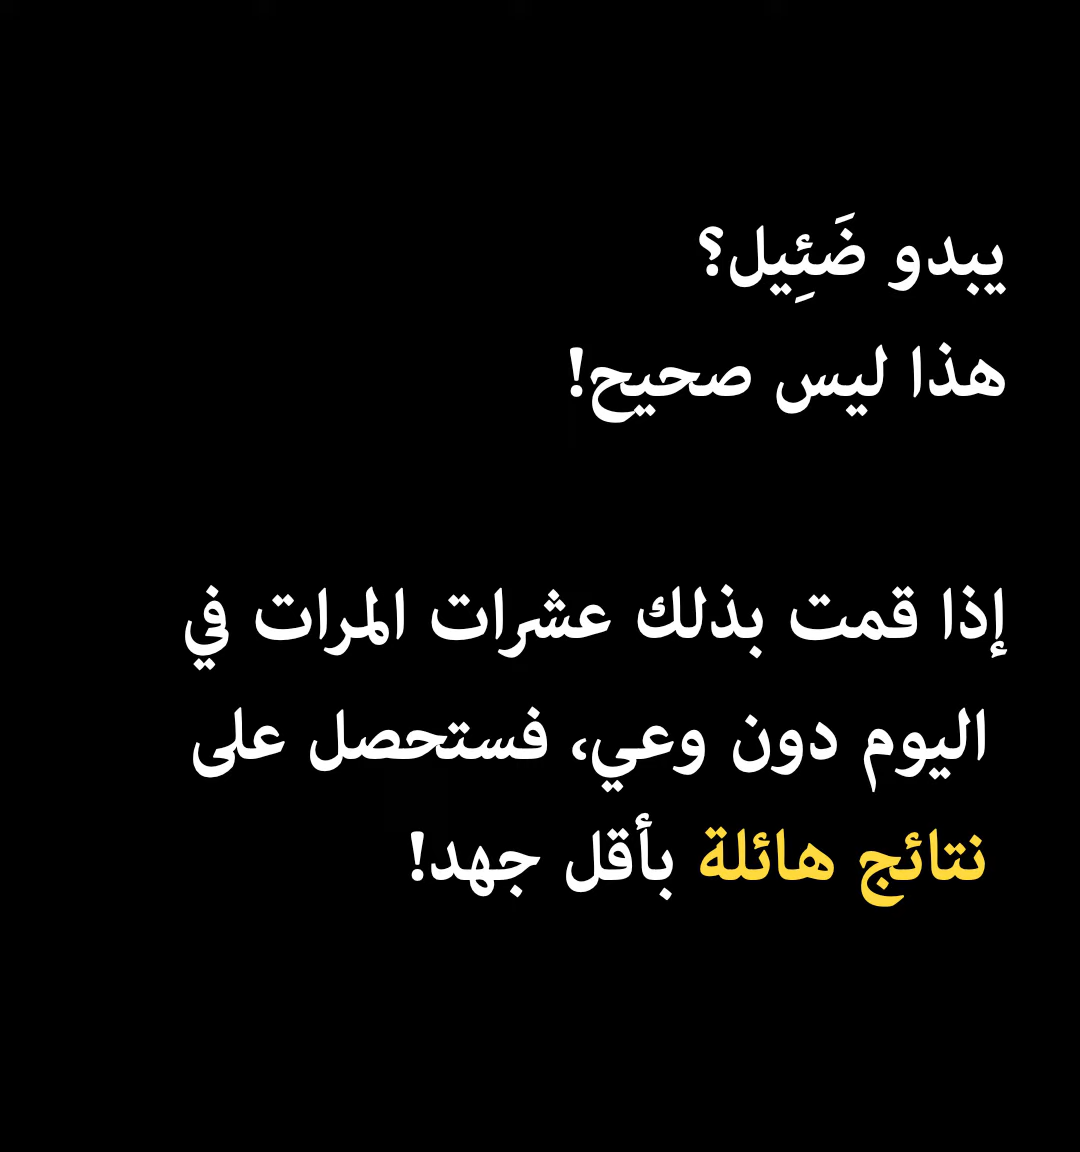 يبدو ضَئِيل؟
هذا ليس صحيح!
إذا قمت بذلك عشرات المرات في
اليوم دون وعي، فستحصل على
نتائج هائلة بأقل جهد!